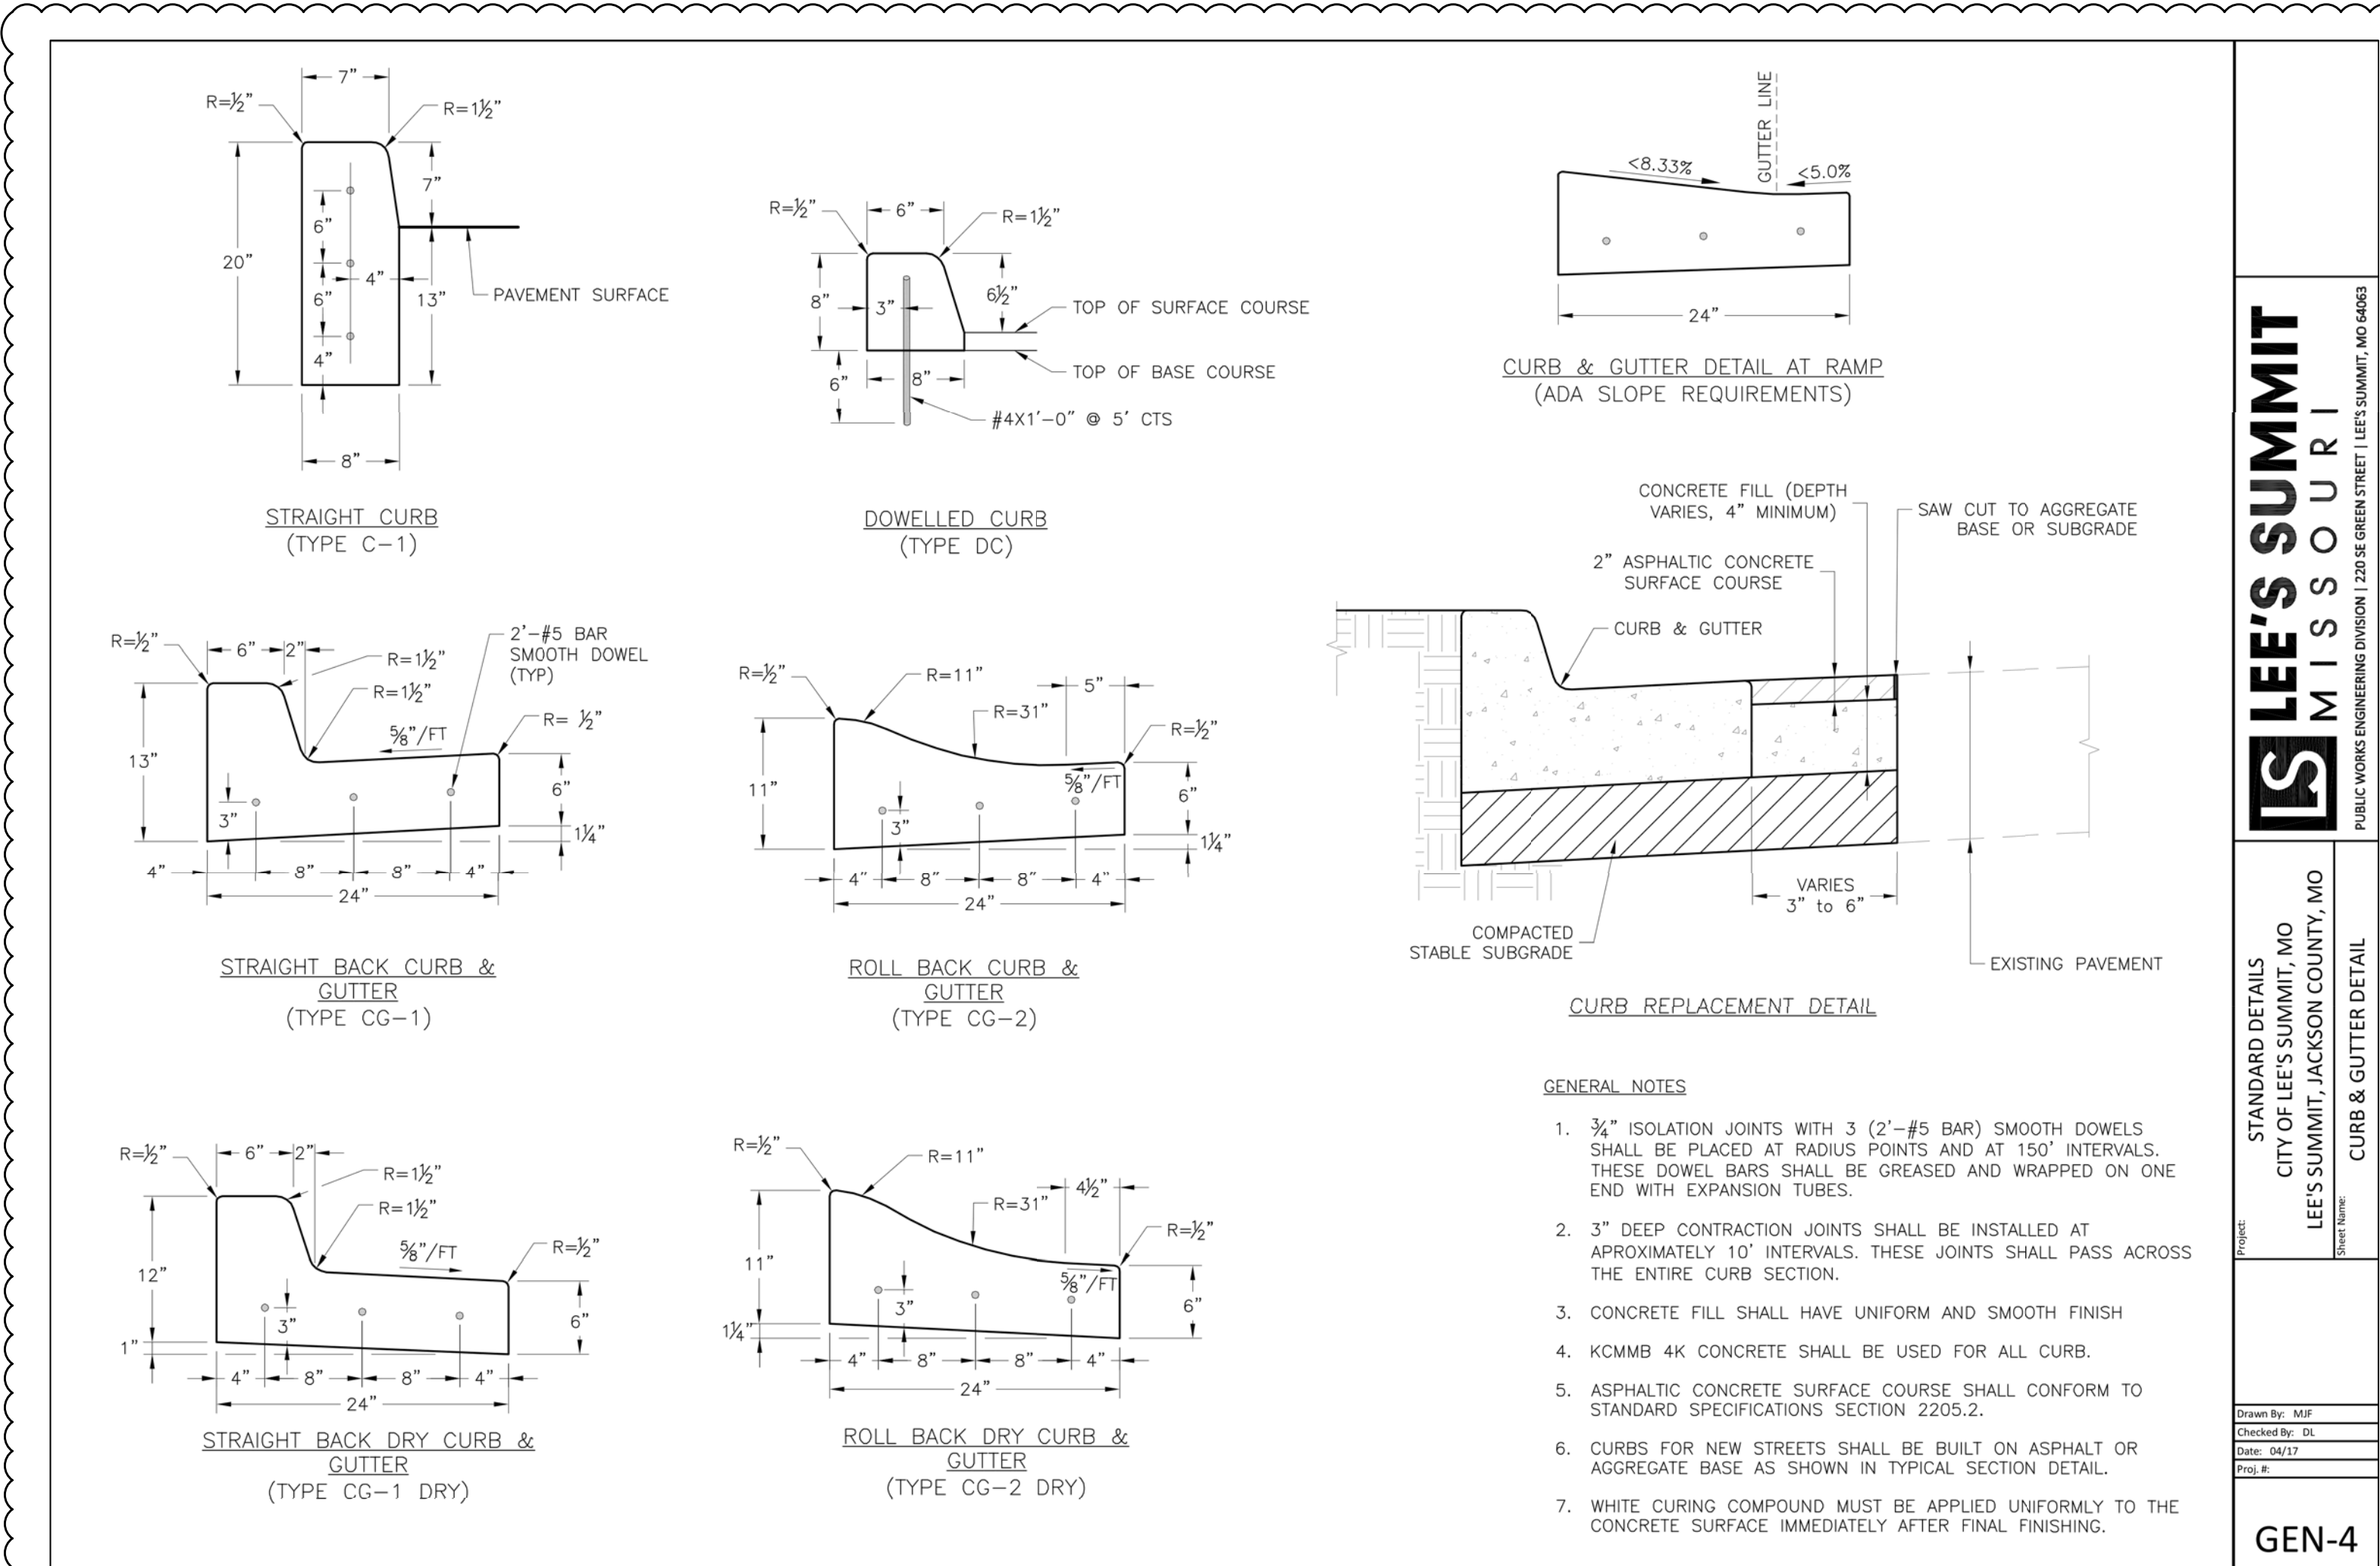 7”
R=½”
R=1½”
7”
6”
20”
4”
6”
13”
PAVEMENT SURFACE
4”
8”
STRAIGHT CURB
(TYPE C-1)
R=½”
6”
R=1½”
8”
3”
6½”
TOP OF SURFACE COURSE
TOP OF BASE COURSE
6”
8”
#4X1’-0” @ 5’ CTS
DOWELLED CURB
(TYPE DC)
GUTTER LINE
<8.33%
<5.0%
24”
CURB & GUTTER DETAIL AT RAMP
(ADA SLOPE REQUIREMENTS)
R=½”
6”
2”
R=1½”
R=1½”
2’-#5 BAR
SMOOTH DOWEL
(TYP)
⅝”/FT
R= ½”
13”
3”
6”
1¼”
4”
8”
8”
4”
24”
STRAIGHT BACK CURB &
GUTTER
(TYPE CG-1)
R=½”
R=11”
5”
R=31”
R=½”
⅝”/FT
11”
3”
6”
1¼”
4”
8”
8”
4”
24”
ROLL BACK CURB &
GUTTER
(TYPE CG-2)
CONCRETE FILL (DEPTH
VARIES, 4” MINIMUM)
SAW CUT TO AGGREGATE
BASE OR SUBGRADE
2” ASPHALTIC CONCRETE
SURFACE COURSE
CURB & GUTTER
VARIES
3” to 6”
COMPACTED
STABLE SUBGRADE
EXISTING PAVEMENT
CURB REPLACEMENT DETAIL
R=½”
6”
2”
R=1½”
R=1½”
⅝”/FT
R=½”
12”
3”
6”
1”
4”
8”
8”
4”
24”
STRAIGHT BACK DRY CURB &
GUTTER
(TYPE CG-1 DRY)
R=½”
R=11”
4½”
R=31”
R=½”
11”
⅝”/FT
3”
6”
1¼”
4”
8”
8”
4”
24”
ROLL BACK DRY CURB &
GUTTER
(TYPE CG-2 DRY)
GENERAL NOTES
1. ¾” ISOLATION JOINTS WITH 3 (2’-#5 BAR) SMOOTH DOWELS
SHALL BE PLACED AT RADIUS POINTS AND AT 150’ INTERVALS.
THESE DOWEL BARS SHALL BE GREASED AND WRAPPED ON ONE
END WITH EXPANSION TUBES.
2. 3” DEEP CONTRACTION JOINTS SHALL BE INSTALLED AT
APROXIMATELY 10’ INTERVALS. THESE JOINTS SHALL PASS ACROSS
THE ENTIRE CURB SECTION.
3. CONCRETE FILL SHALL HAVE UNIFORM AND SMOOTH FINISH
4. KCMMB 4K CONCRETE SHALL BE USED FOR ALL CURB.
5. ASPHALTIC CONCRETE SURFACE COURSE SHALL CONFORM TO
STANDARD SPECIFICATIONS SECTION 2205.2.
6. CURBS FOR NEW STREETS SHALL BE BUILT ON ASPHALT OR
AGGREGATE BASE AS SHOWN IN TYPICAL SECTION DETAIL.
7. WHITE CURING COMPOUND MUST BE APPLIED UNIFORMLY TO THE
CONCRETE SURFACE IMMEDIATELY AFTER FINAL FINISHING.
LS
LEE'S SUMMIT
MISSOURI
PUBLIC WORKS ENGINEERING DIVISION | 220 SE GREEN STREET | LEE'S SUMMIT, MO 64063
Project:
STANDARD DETAILS
CITY OF LEE'S SUMMIT, MO
LEE'S SUMMIT, JACKSON COUNTY, MO
Sheet Name:
CURB & GUTTER DETAIL
Drawn By: MJF
Checked By: DL
Date: 04/17
Proj. #:
GEN-4